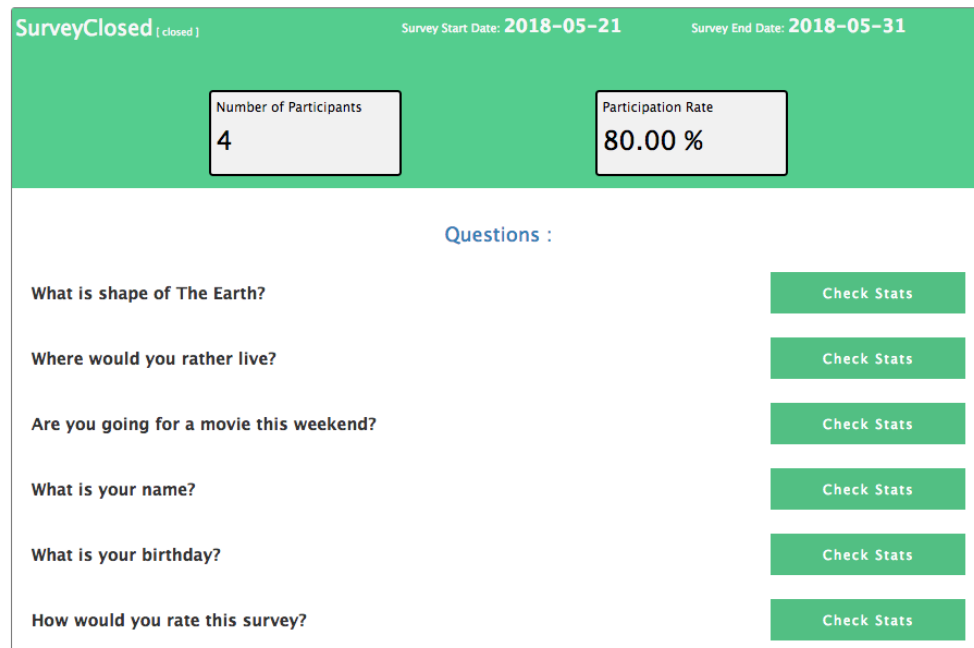 SurveyClosed [ closed ] Survey Start Date: 2018-05-21 Survey End Date: 2018-05-31
Number of Participants Participation Rate
4 80.00 %
Questions :
What is shape of The Earth? Check Stats
Where would you rather live? Check Stats
Are you going for a movie this weekend? Check Stats
What is your name? Check Stats
What is your birthday? Check Stats
How would you rate this survey? Check Stats